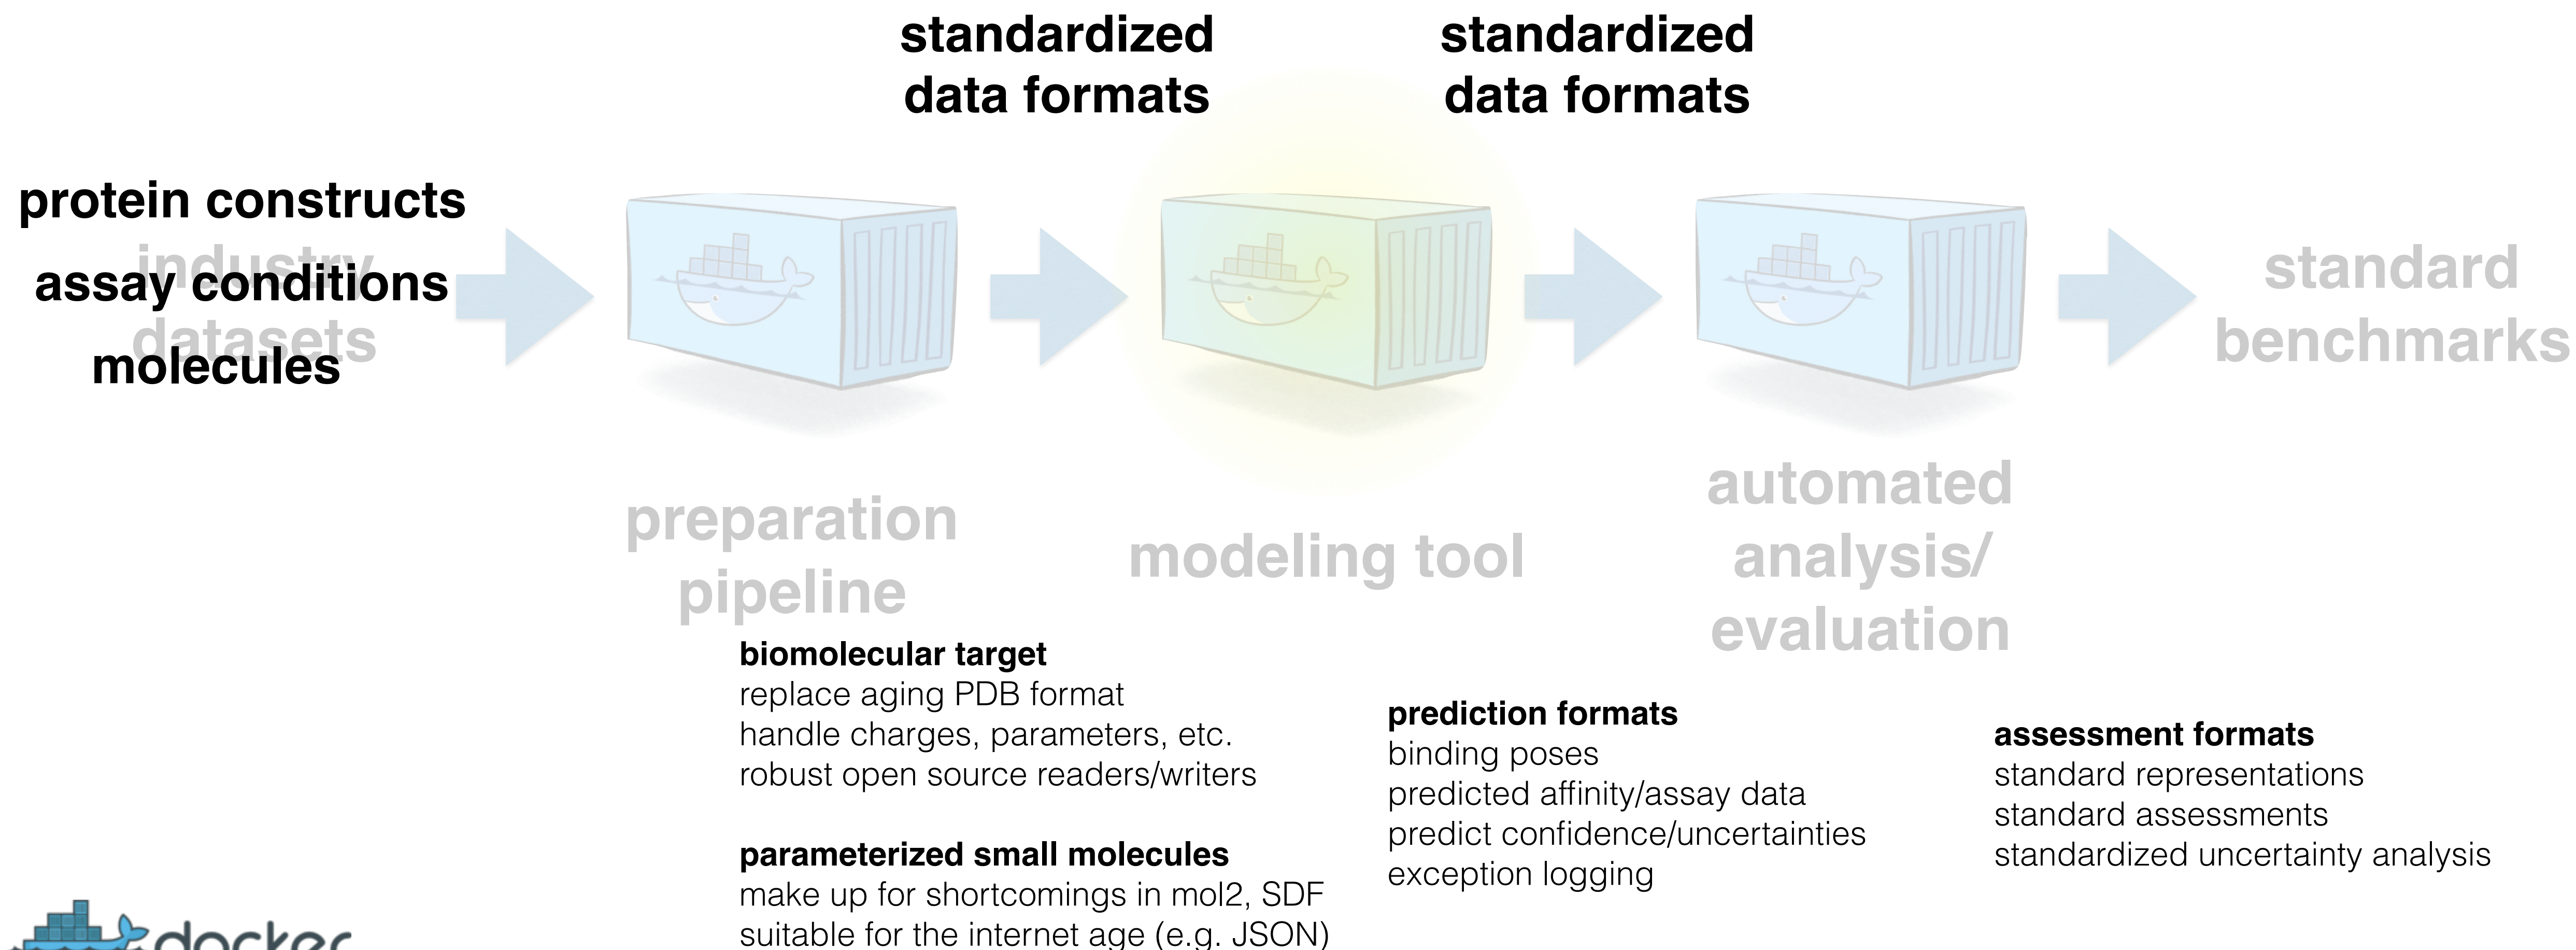 standardized
data formats
standardized
data formats
protein constructs
assay conditions
molecules
industry
datasets
standard
benchmarks
preparation
pipeline
modeling tool
automated
analysis/
evaluation
biomolecular target
replace aging PDB format
handle charges, parameters, etc.
robust open source readers/writers
parameterized small molecules
make up for shortcomings in mol2, SDF
suitable for the internet age (e.g. JSON)
prediction formats
binding poses
predicted affinity/assay data
predict confidence/uncertainties
exception logging
assessment formats
standard representations
standard assessments
standardized uncertainty analysis
docker